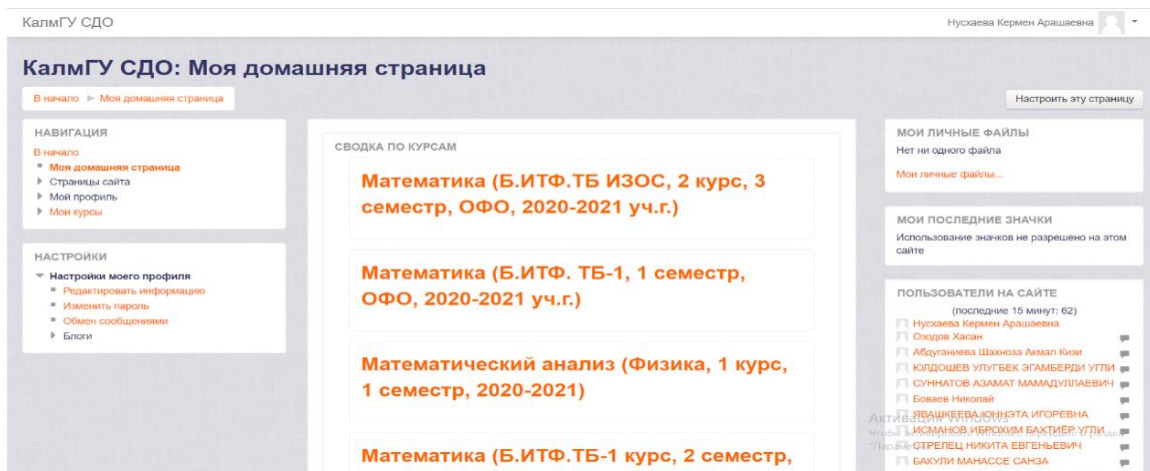 КалмГУ СДО
Нусхаева Кермен Арашаевна
КалмГУ СДО: Моя домашняя страница
В начало ► Моя домашняя страница
Настроить эту страницу
НАВИГАЦИЯ
В начало
Моя домашняя страница
Страницы сайта
Мой профиль
Мои курсы
НАСТРОЙКИ
Настройки моего профиля
Редактировать информацию
Изменить пароль
Обмен сообщениями
Блоги
СВОДКА ПО КУРСАМ
Математика (Б.ИТФ.ТБ ИЗОС, 2 курс, 3
семестр, ОФО, 2020-2021 уч.г.)
Математика (Б.ИТФ. ТБ-1, 1 семестр,
ОФО, 2020-2021 уч.г.)
Математический анализ (Физика, 1 курс,
1 семестр, 2020-2021)
Математика (Б.ИТФ.ТБ-1 курс, 2 семестр,
МОИ ЛИЧНЫЕ ФАЙЛЫ
Нет ни одного файла
Мои личные файлы...
МОИ ПОСЛЕДНИЕ ЗНАЧКИ
Использование значков не разрешено на этом
сайте
ПОЛЬЗОВАТЕЛИ НА САЙТЕ
(последние 15 минут: 62)
Нусхаева Кермен Арашаевна
Озодов Хасан
Абдуганиева Шахноза Акмал Кизи
ЮЛДОШЕВ УЛУГБЕК ЭГАМБЕРДИ УГЛИ
СУННАТОВ АЗАМАТ МАМАДУЛЛАЕВИЧ
Боваев Николай
ЯВАШКЕЕВА ЮННЭТА ИГОРЕВНА
ИСМАНОВ ИБРОХИМ БАХТИЁР УГЛИ
СТРЕЛЕЦ НИКИТА ЕВГЕНЬЕВИЧ
БАКУЛИ МАНАССЕ САНЗА
Активация Windows